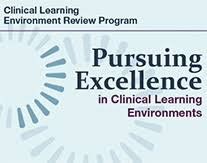 Clinical Learning
Environment Review Program
Pursuing
Excellence
in Clinical Learning
Environments